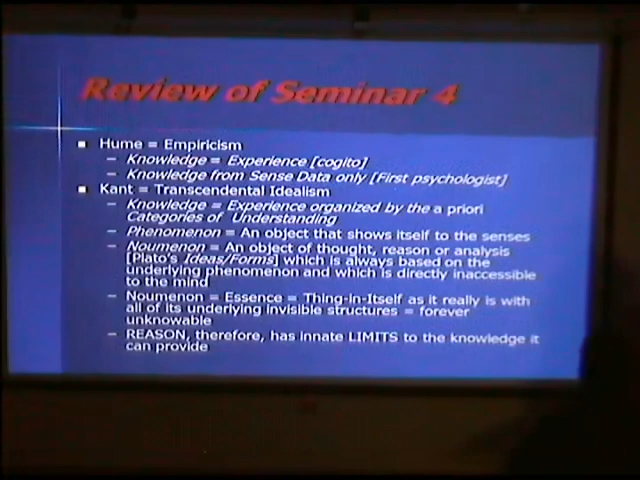 Review of Seminar 4
■ Hume = Empiricism
– Knowledge = Experience [cogito]
– Knowledge from Sense Data only [First psychologist]
■ Kant = Transcendental Idealism
– Knowledge = Experience organized by the a priori
Categories of Understanding
– Phenomenon = An object that shows itself to the senses
– Noumenon = An object of thought, reason or analysis
[Plato's Ideas/Forms] which is always based on the
underlying phenomenon and which is directly inaccessible
to the mind
– Noumenon = Essence = Thing-in-Itself as it really is with
all of its underlying invisible structures = forever
unknowable
– REASON, therefore, has innate LIMITS to the knowledge it
can provide